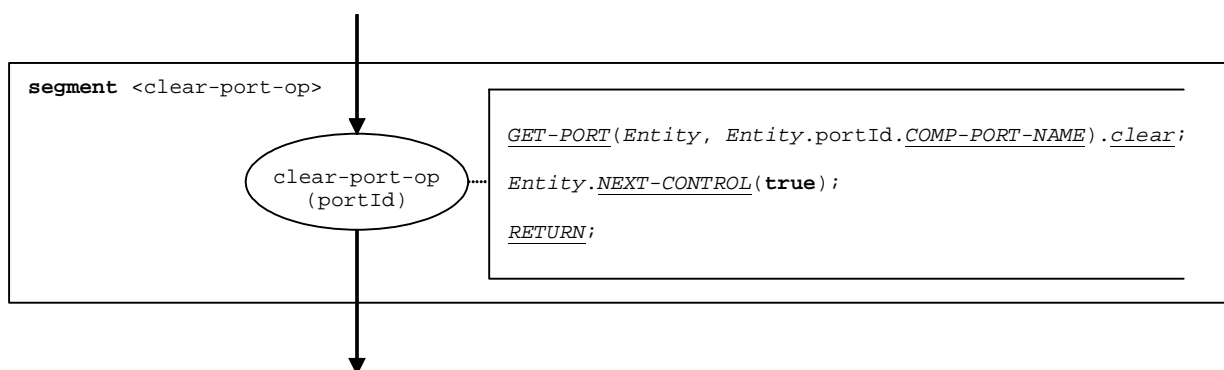 segment <clear-port-op>
GET-PORT(Entity, Entity.portId.COMP-PORT-NAME).clear;
clear-port-op
(portId)
Entity.NEXT-CONTROL(true);
RETURN;